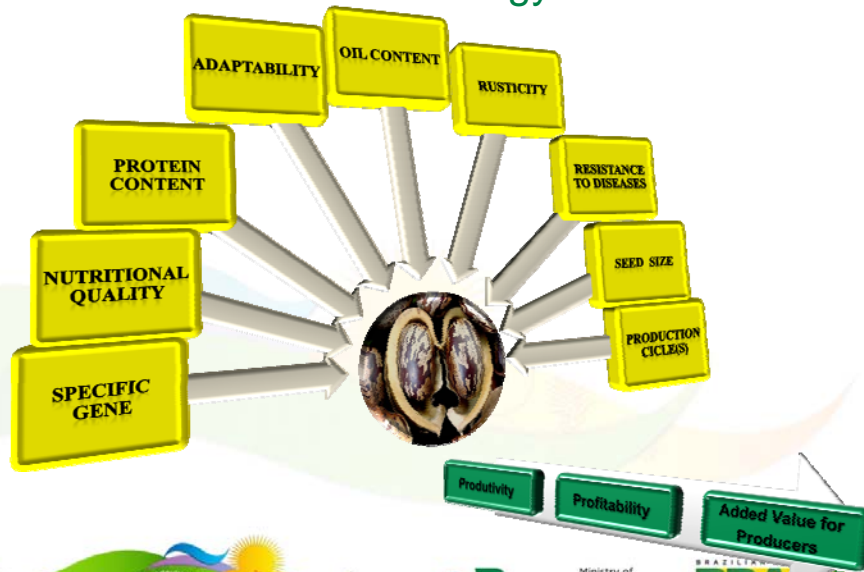 ADAPTABILITY
OIL CONTENT
RUSTICITY
PROTEIN
CONTENT
RESISTANCE
TO DISEASES
NUTRITIONAL
QUALITY
SEED SIZE
SPECIFIC
GENE
PRODUCTION
CICLE(S)
Produtivity
Profitability
Added Value for
Producers
Ministry of